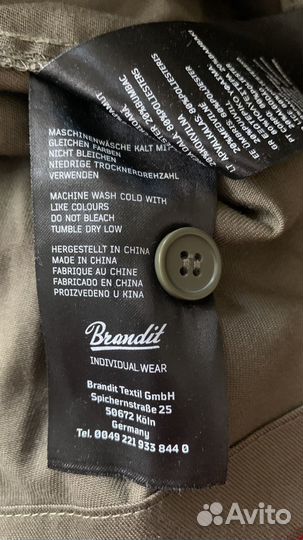 MASCHINENWÄSCHE KALT MIT
GLEICHEN FARBEN
NICHT BLEICHEN
NIEDRIGE TROCKNERDREHZAHL
VERWENDEN
MACHINE WASH COLD WITH
LIKE COLOURS
DO NOT BLEACH
TUMBLE DRY LOW
HERGESTELLT IN CHINA
MADE IN CHINA
FABRIQUE AU CHINE
FABRICADO EN CHINA
PROIZVEDENO U KINA
Brandit
INDIVIDUAL WEAR
Brandit Textil GmbH
Spichernstraße 25
50672 Köln
Germany
Tel. 0049 221 933 844 0
Avito